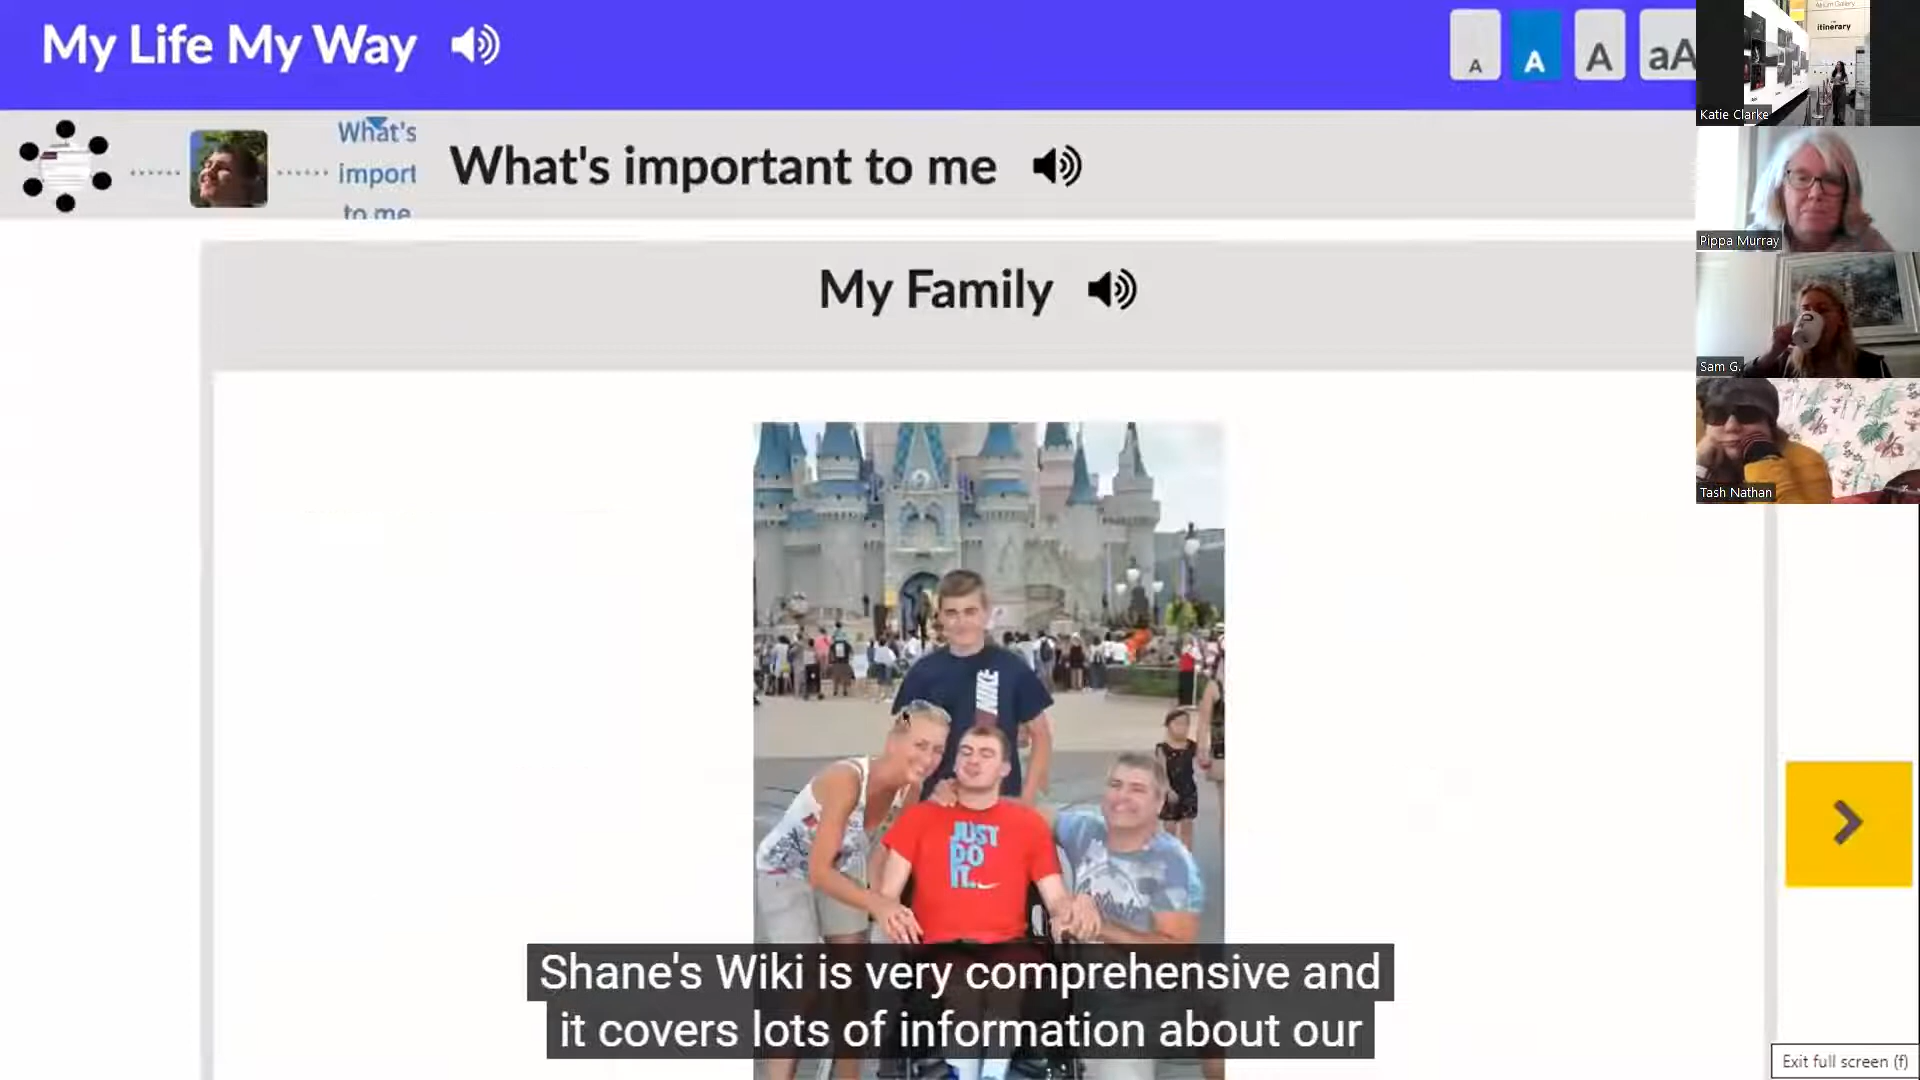 My Life My Way
A
A
A
aA
What's
import
to me
What's important to me
My Family
itinerary
Katie Clarke
Pippa Murray
Sam G.
Tash Nathan
NIKE
JUST
DO
IT.
Shane's Wiki is very comprehensive and
it covers lots of information about our
Exit full screen (f)